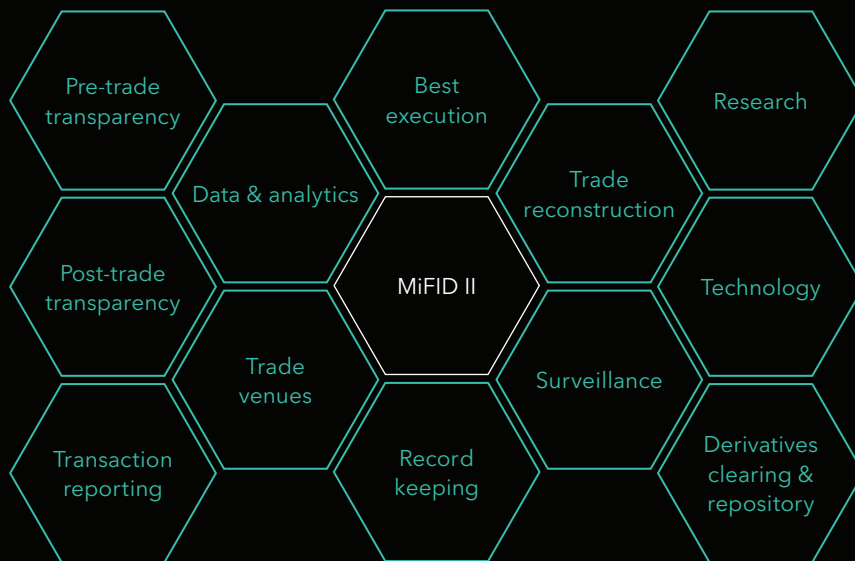 Pre-trade
transparency
Best
execution
Research
Data & analytics
Trade
reconstruction
Post-trade
transparency
MiFID II
Technology
Trade
venues
Surveillance
Transaction
reporting
Record
keeping
Derivatives
clearing &
repository